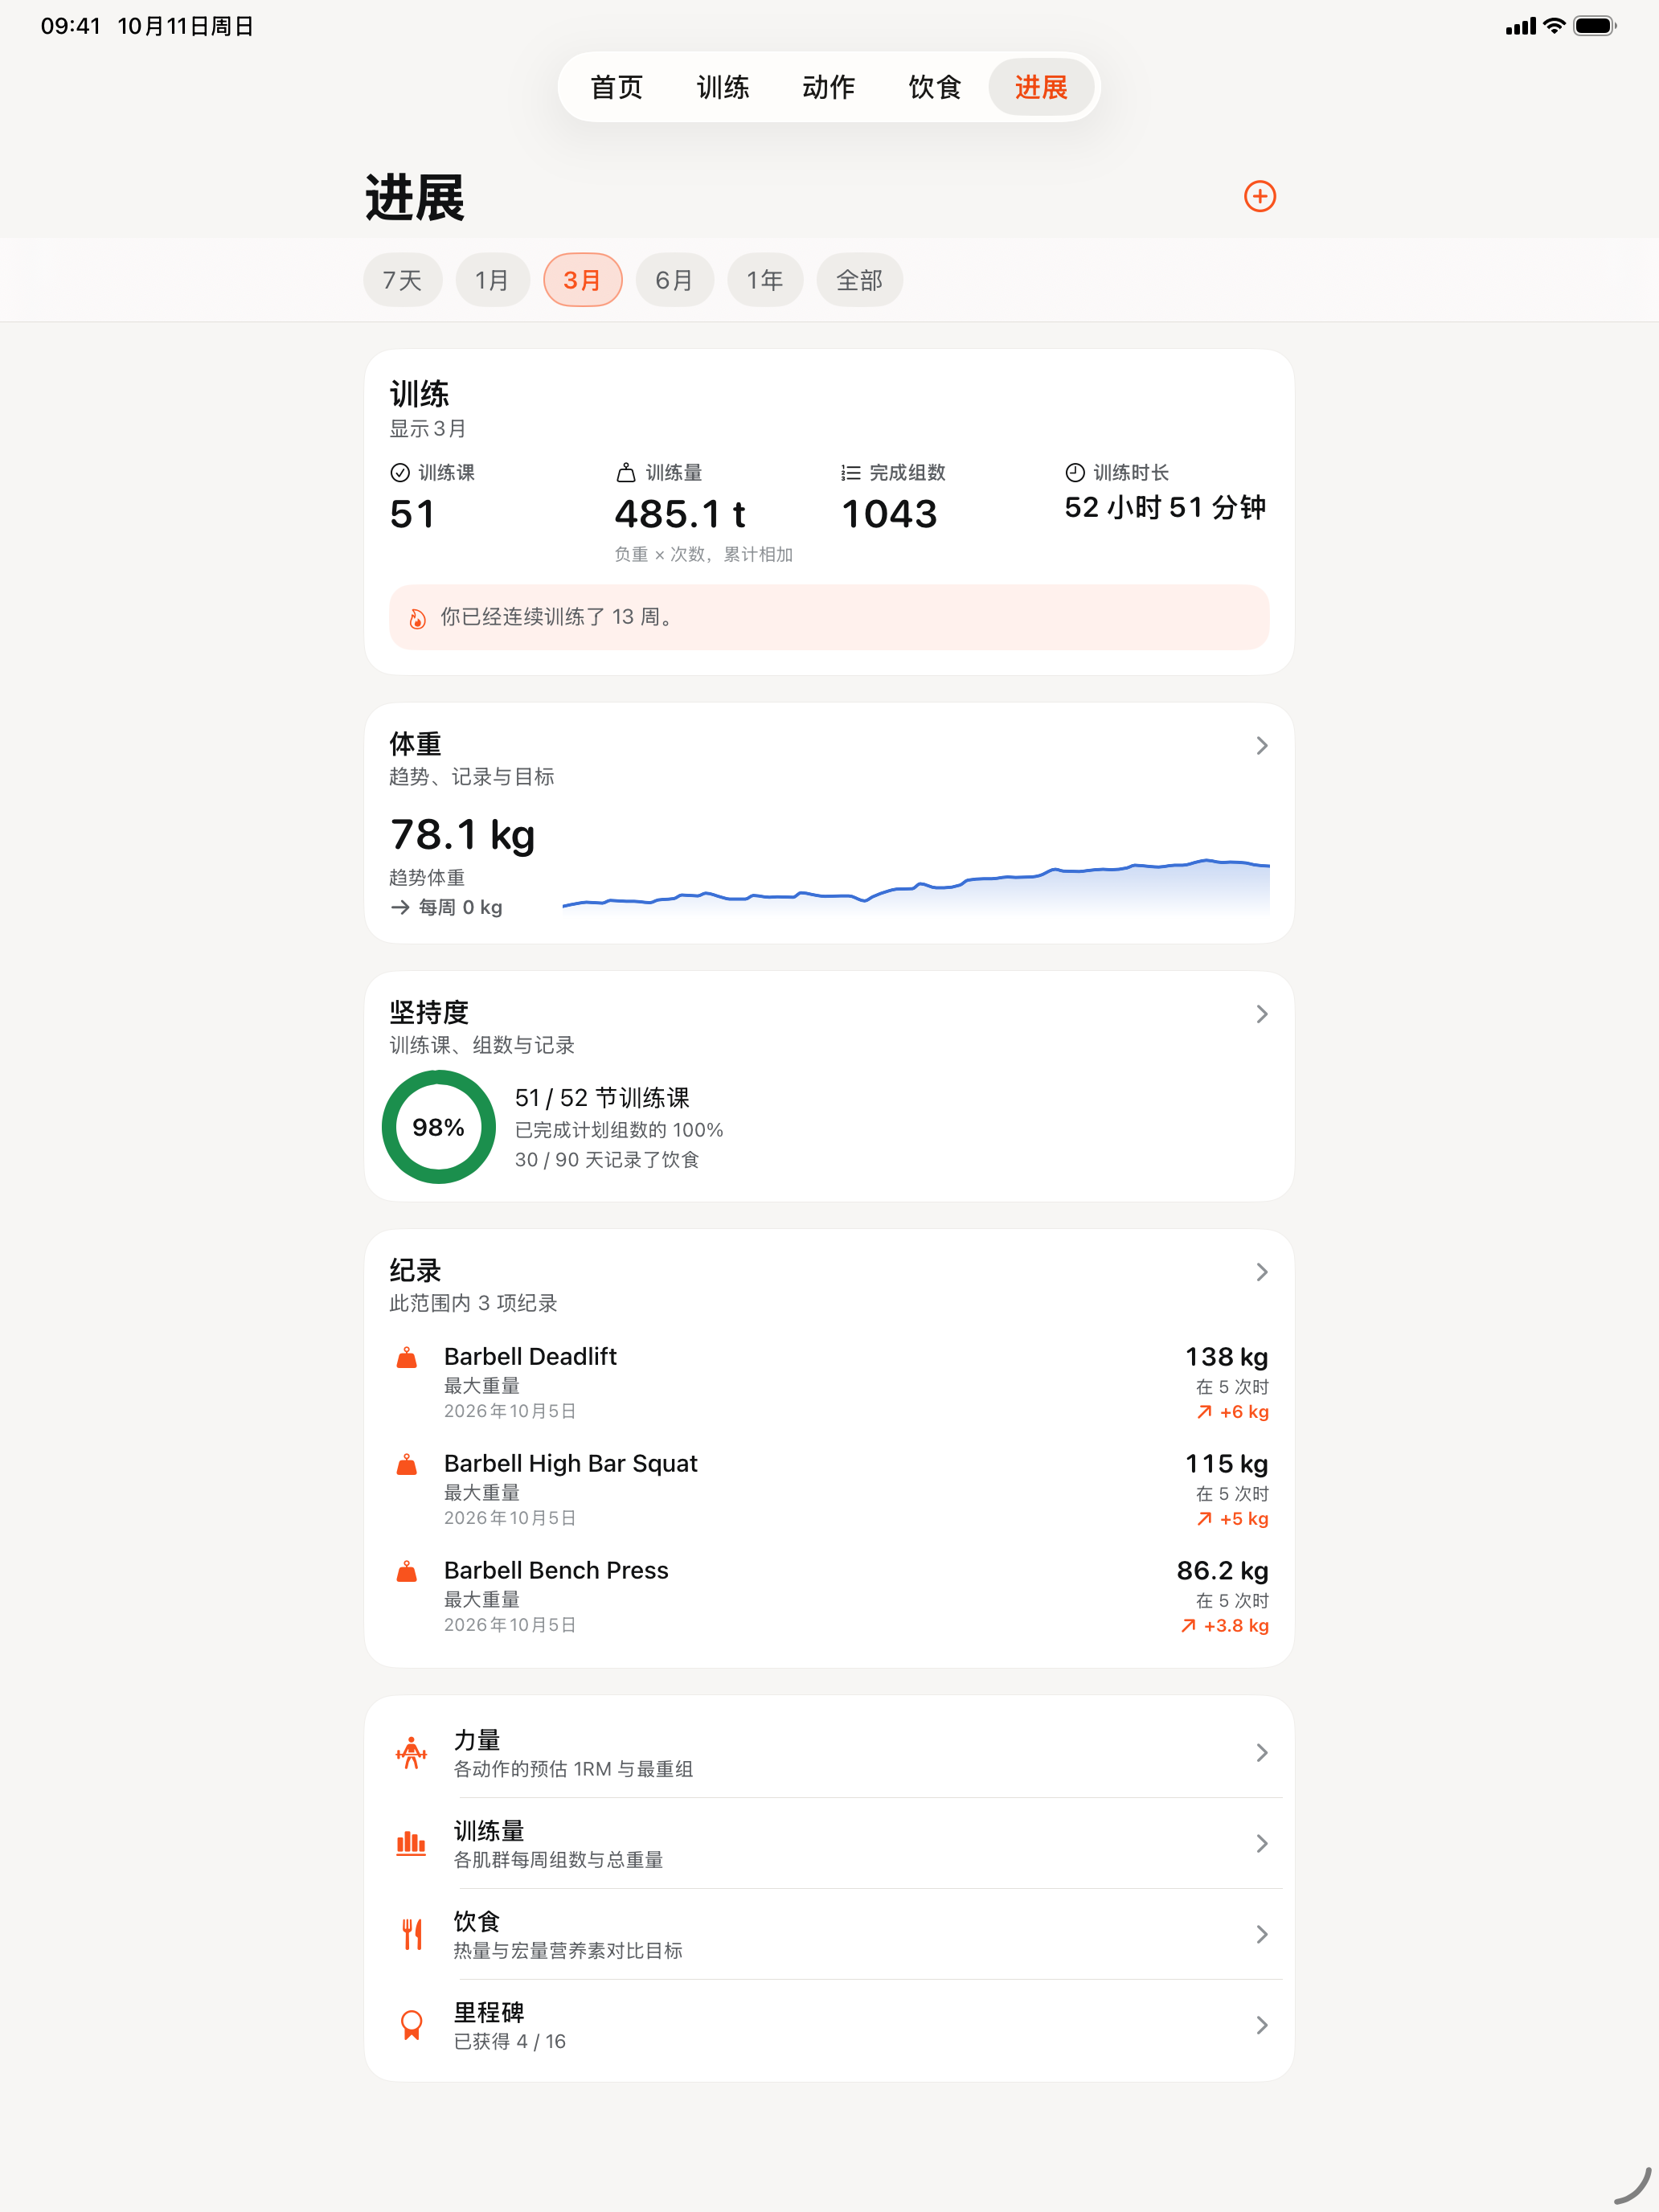 09:41 10月11日周日
首页 训练 动作 饮食 进展
进展
7天 1月 3月 6月 1年 全部
训练
显示3月
训练课 训练量 完成组数 训练时长
51 485.1 t 1043 52 小时 51 分钟
负重 × 次数，累计相加
你已经连续训练了 13 周。
体重
趋势、记录与目标
78.1 kg
趋势体重
每周 0 kg
坚持度
训练课、组数与记录
98%
51 / 52 节训练课
已完成计划组数的 100%
30 / 90 天记录了饮食
纪录
此范围内 3 项纪录
Barbell Deadlift 138 kg
最大重量 在 5 次时
2026年10月5日 +6 kg
Barbell High Bar Squat 115 kg
最大重量 在 5 次时
2026年10月5日 +5 kg
Barbell Bench Press 86.2 kg
最大重量 在 5 次时
2026年10月5日 +3.8 kg
力量
各动作的预估 1RM 与最重组
训练量
各肌群每周组数与总重量
饮食
热量与宏量营养素对比目标
里程碑
已获得 4 / 16